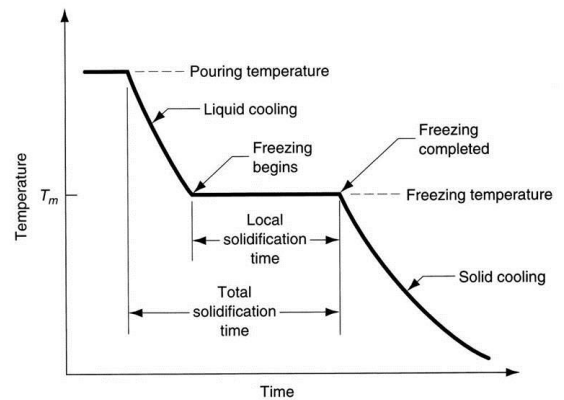 Pouring temperature
Liquid cooling
Freezing
begins
Freezing
completed
Temperature
Tm
Freezing temperature
Local
solidification
time
Solid cooling
Total
solidification
time
Time